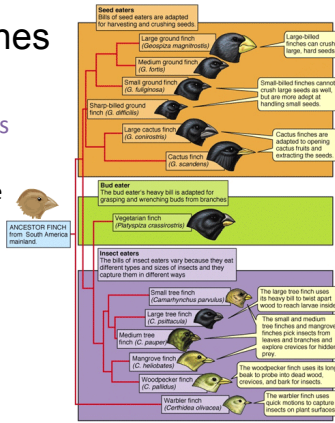 nes
s
e
Seed eaters
Bills of seed eaters are adapted
for harvesting and crushing seeds.
Large ground finch
(Geospiza magnitrostis)
Large-billed
finches can crush
large, hard seeds
Medium ground
finch (G. fortis)
Small ground finch
(G. fuliginosa)
Small-billed finches cannot
crush large seeds as well,
but are more adept at
handling small seeds.
Sharp-billed ground
finch (G. difficilis)
Large cactus finch
(G. conirostris)
Cactus finch
(G. scandens)
Cactus finches are
adapted to opening
cactus fruits and
extracting the seeds.
Bud eater
The bud eater's heavy bill is adapted for
grasping and wrenching buds from branches
Vegetarian finch
(Platyspiza crassirostris)
ANCESTOR FINCH
from South America
mainland.
Insect eaters
The bills of insect eaters vary because they eat
different types and sizes of insects and they
capture them in different ways
Small tree finch
(Camarhynchus parvulus)
The large tree finch uses
its heavy bill to twist apart
wood to reach larvae inside
Large tree finch
(C. psittacula)
Medium tree
finch (C. pauper)
The small and medium
tree finches and mangrove
finches pick insects from
leaves and branches and
explore crevices for hidden
prey.
Mangrove finch
(C. heliobates)
Woodpecker finch
(C. pallidus)
The woodpecker finch uses its long
beak to probe into dead wood,
crevices, and bark for insects.
Warbler finch
(Certhidea olivacea)
The warbler finch uses
quick motions to capture
insects on plant surfaces